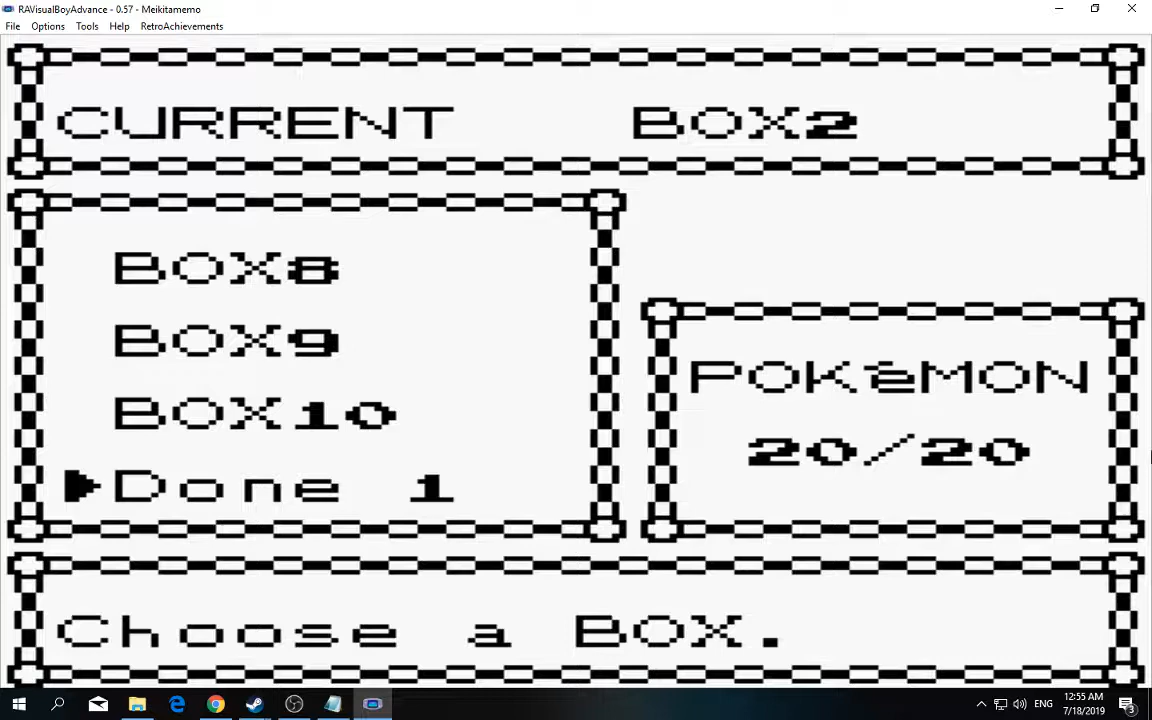 RAVisualBoyAdvance - 0.57 - Meikitamemo
File Options Tools Help RetroAchievements
CURRENT BOX2
BOX8
BOX9
BOX10
▶Done 1
POKéMON
20/20
Choose a BOX.
ENG
12:55 AM
7/18/2019
3